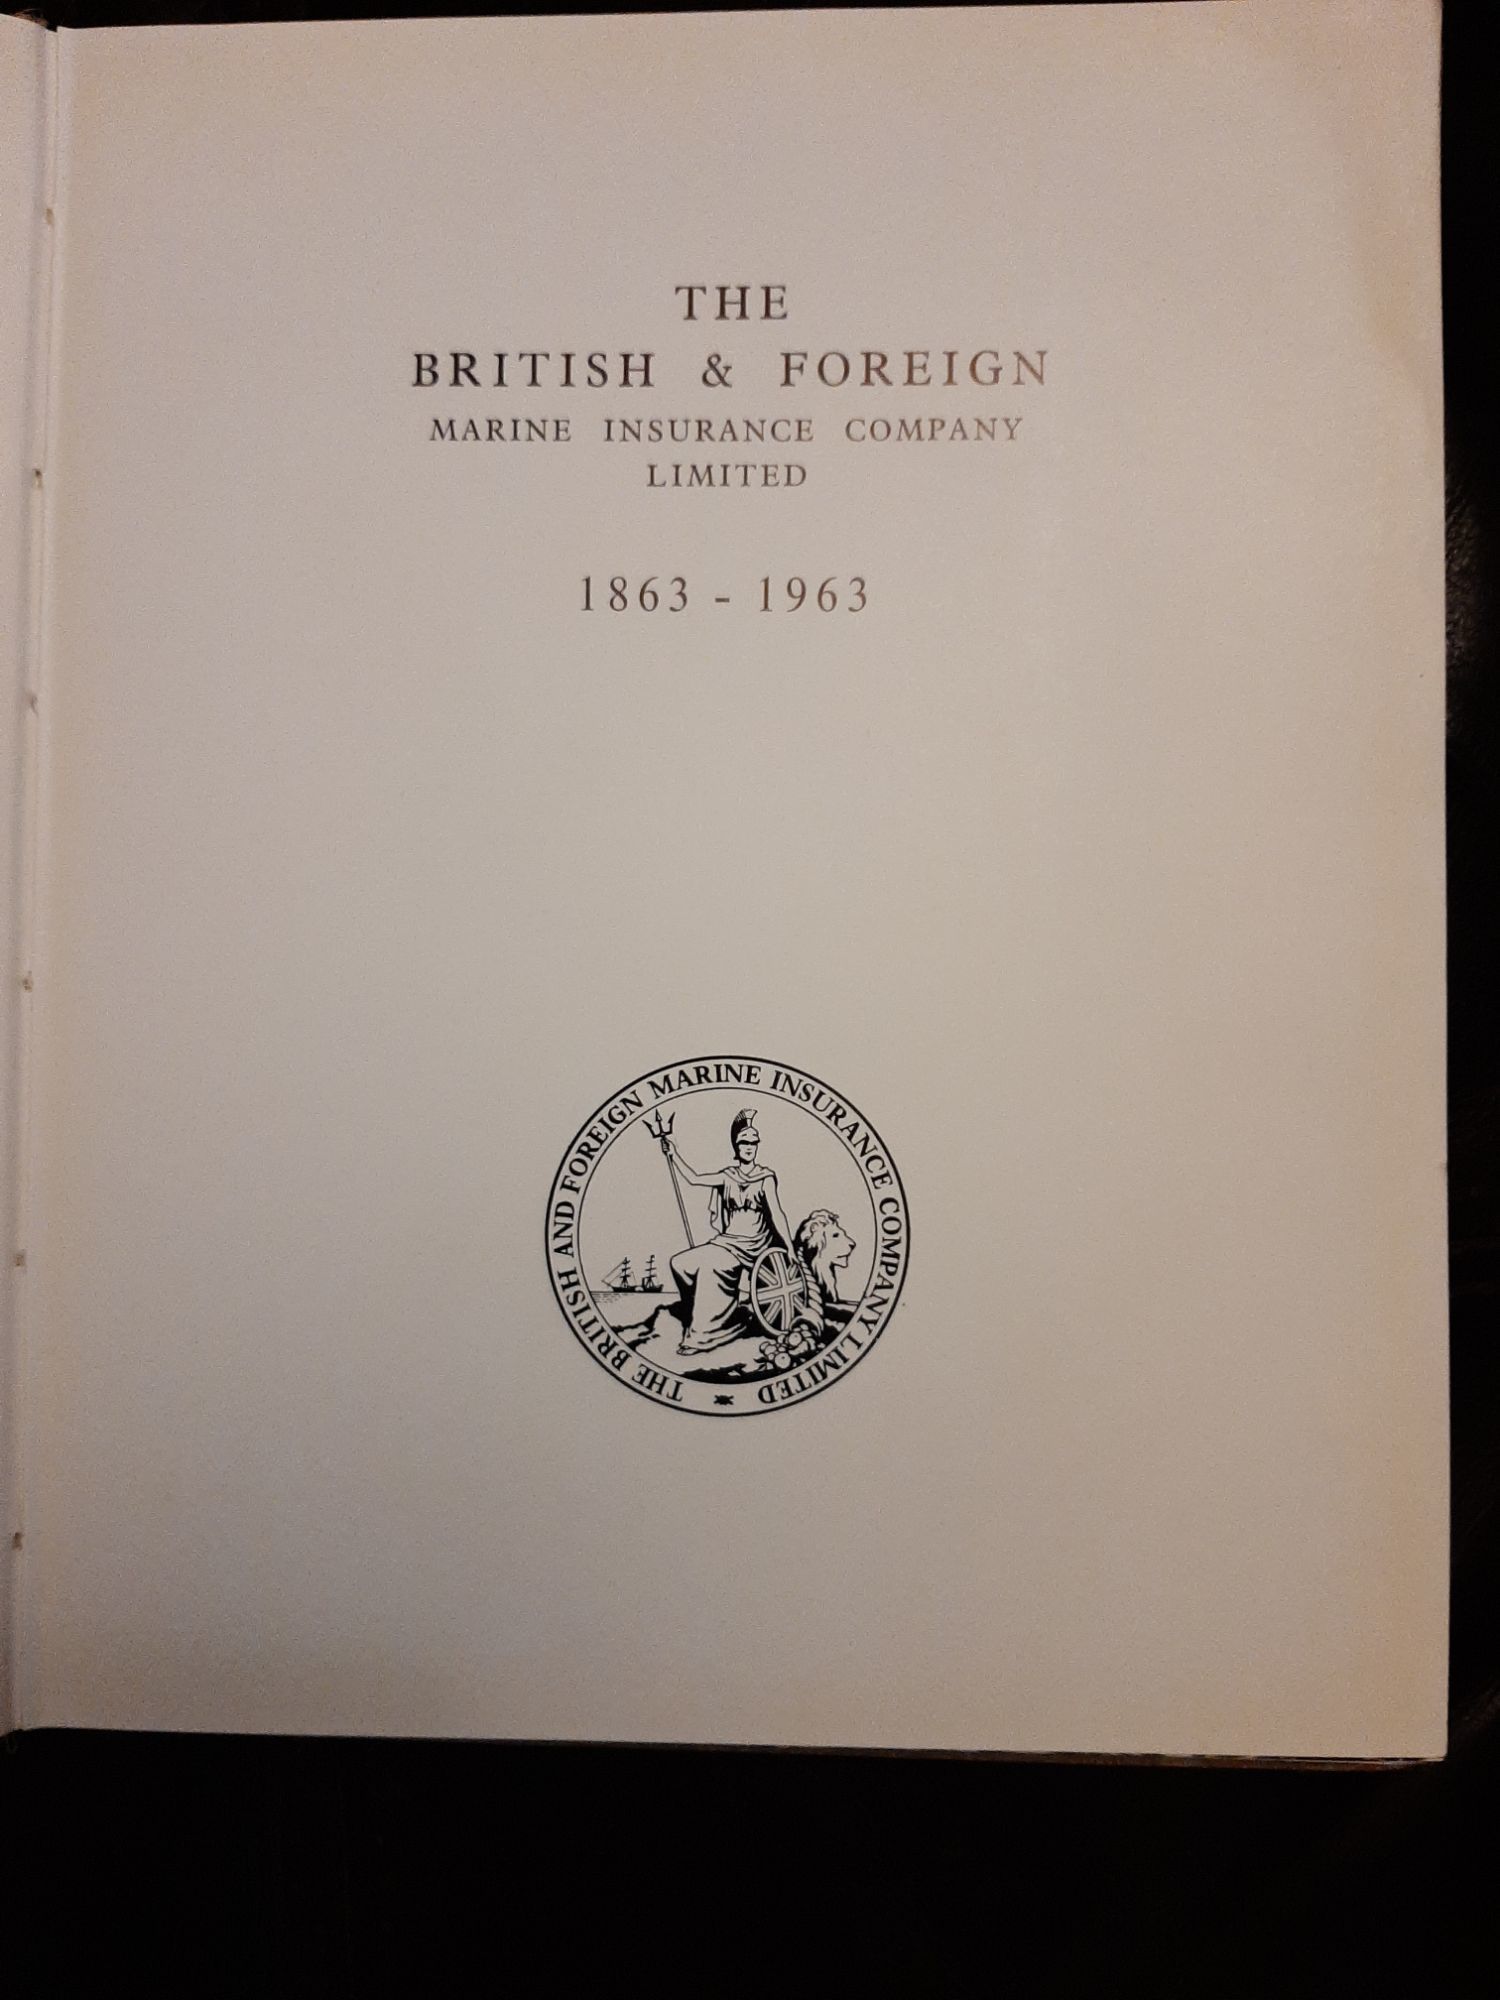 THE
BRITISH & FOREIGN
MARINE INSURANCE COMPANY
LIMITED
1863 - 1963
THE BRITISH AND FOREIGN MARINE INSURANCE COMPANY LIMITED